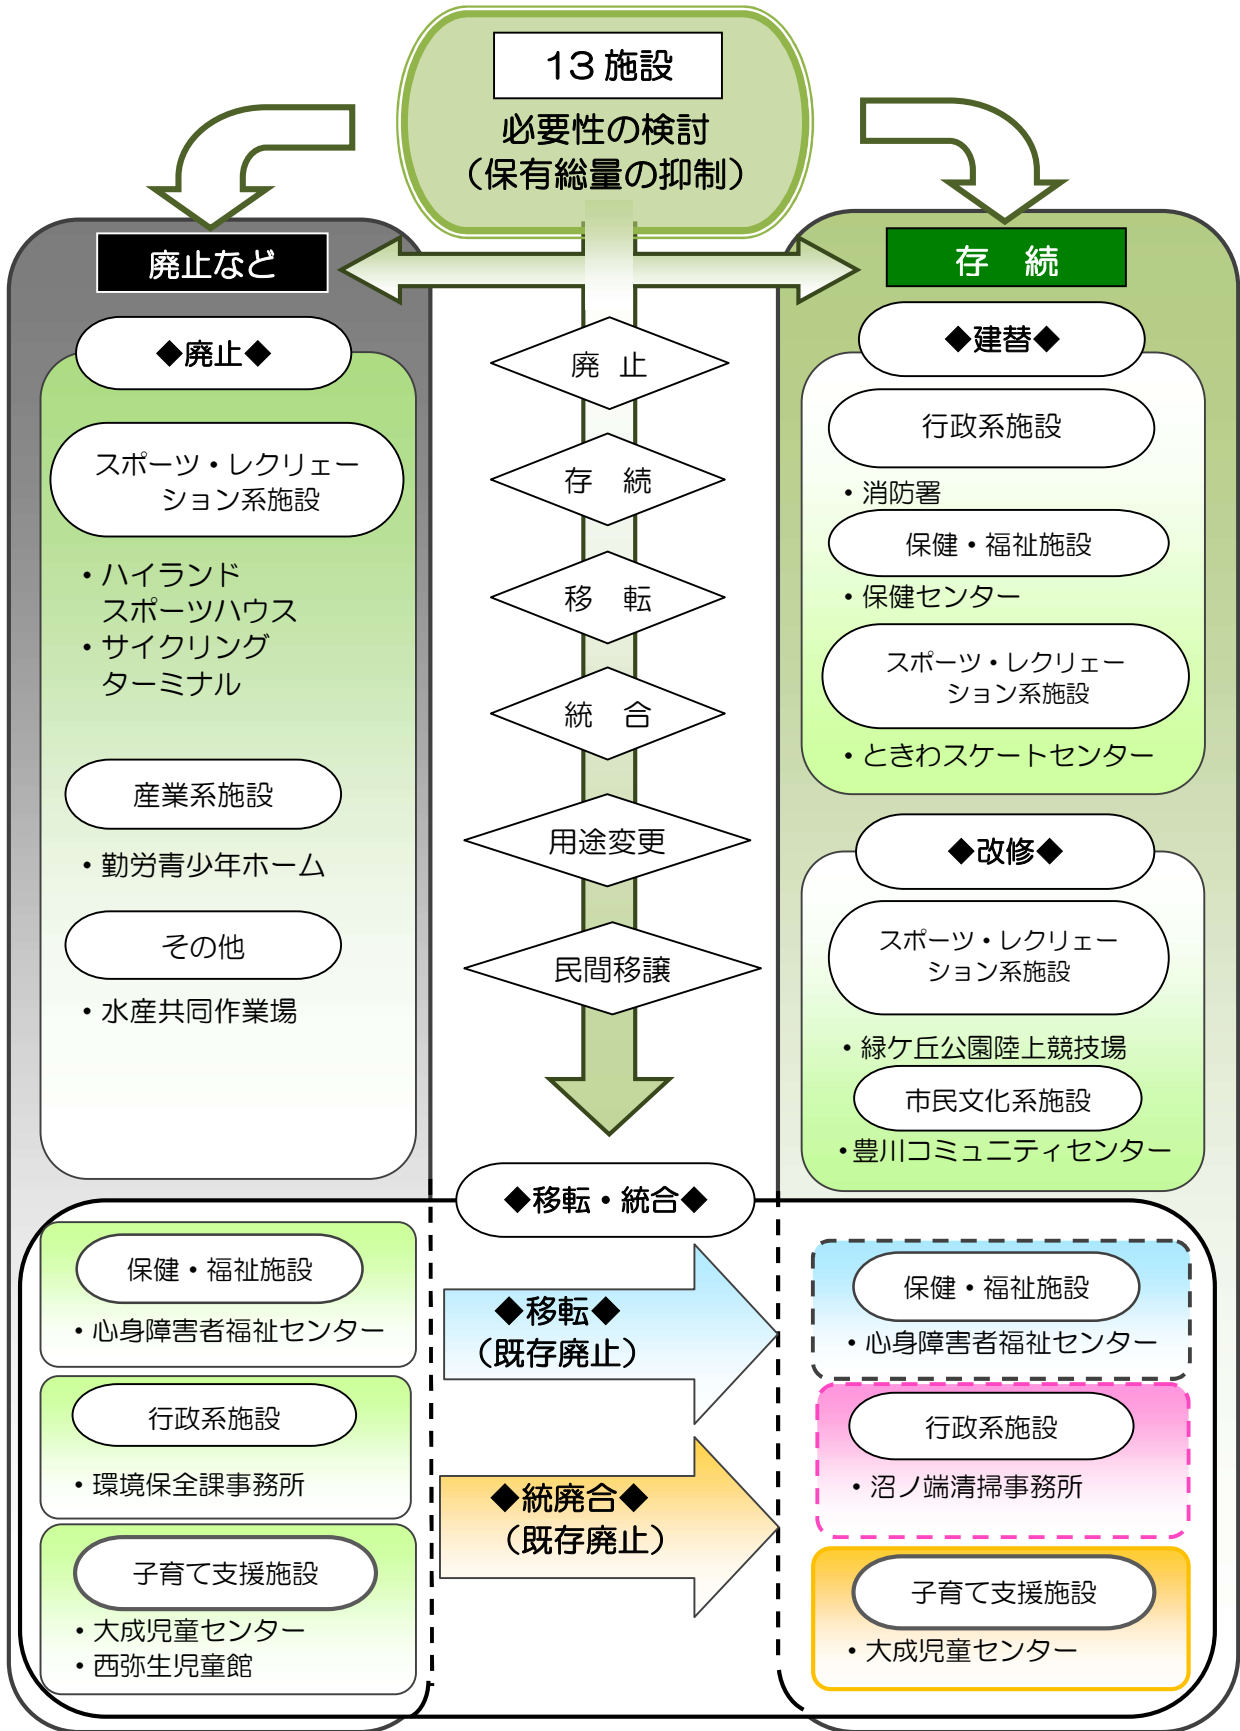 13 施設
必要性の検討
（保有総量の抑制）
廃止など
◆廃止◆
スポーツ・レクリェー
ション系施設
・ハイランド
スポーツハウス
・サイクリング
ターミナル
産業系施設
・勤労青少年ホーム
その他
・水産共同作業場
廃 止
存 続
移 転
統 合
用途変更
民間移譲
存 続
◆建替◆
行政系施設
・消防署
保健・福祉施設
・保健センター
スポーツ・レクリェー
ション系施設
・ときわスケートセンター
◆改修◆
スポーツ・レクリェー
ション系施設
・緑ケ丘公園陸上競技場
市民文化系施設
・豊川コミュニティセンター
◆移転・統合◆
保健・福祉施設
・心身障害者福祉センター
行政系施設
・環境保全課事務所
子育て支援施設
・大成児童センター
・西弥生児童館
◆移転◆
（既存廃止）
◆統廃合◆
（既存廃止）
保健・福祉施設
・心身障害者福祉センター
行政系施設
・沼ノ端清掃事務所
子育て支援施設
・大成児童センター